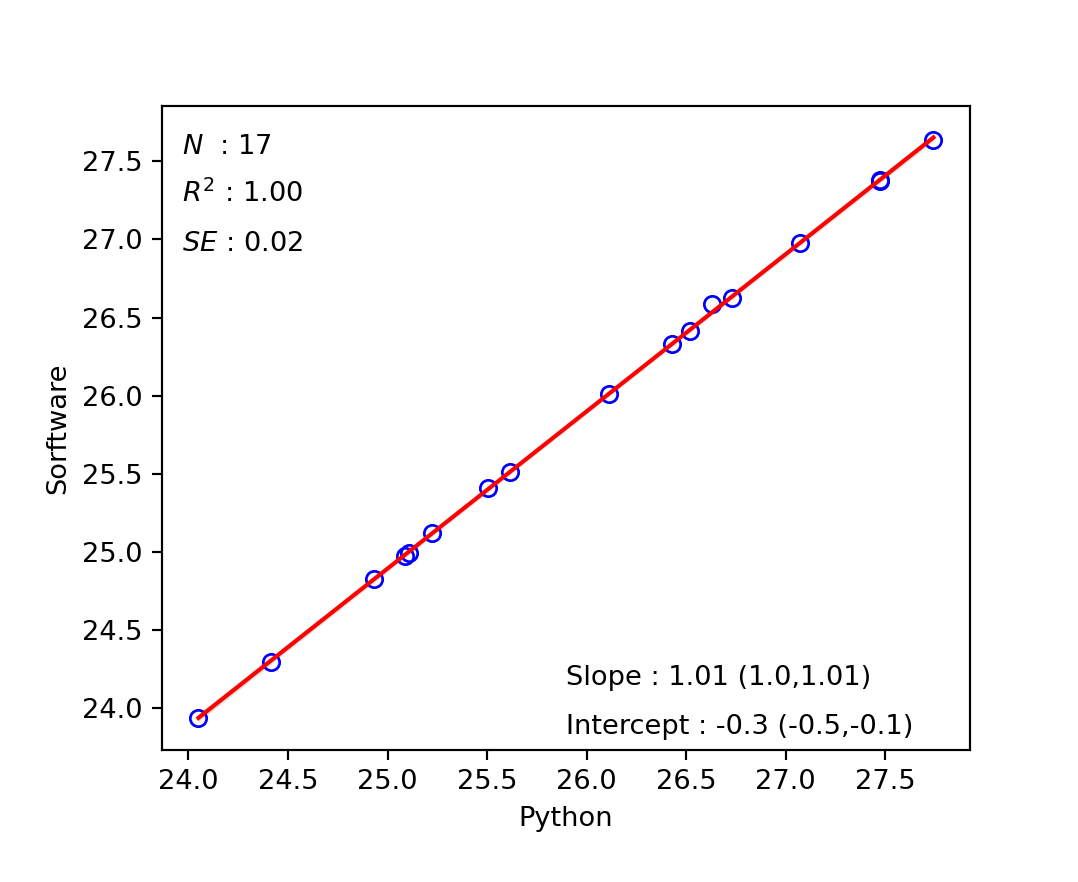 N : 17
R² : 1.00
SE : 0.02
27.5
27.0
26.5
26.0
25.5
25.0
24.5
24.0
Sorftware
Slope : 1.01 (1.0,1.01)
Intercept : -0.3 (-0.5,-0.1)
24.0 24.5 25.0 25.5 26.0 26.5 27.0 27.5
Python